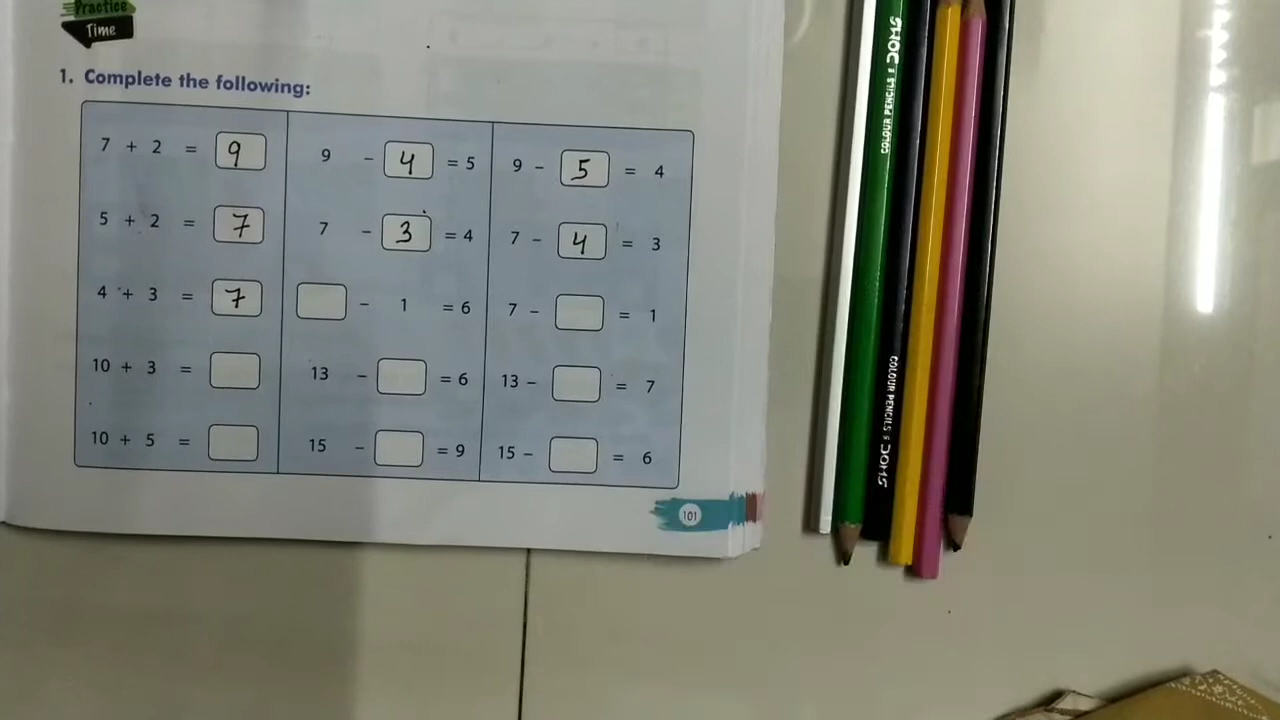 Practice
Time
1. Complete the following:
7 + 2 = 9
9 - 4 = 5
9 - 5 = 4
5 + 2 = 7
7 - 3 = 4
7 - 4 = 3
4 + 3 = 7
- 1 = 6
7 - = 1
10 + 3 =
13 - = 6
13 - = 7
10 + 5 =
15 - = 9
15 - = 6
101
COLOUR PENCILS DOMS
COLOUR PENCILS DOMS